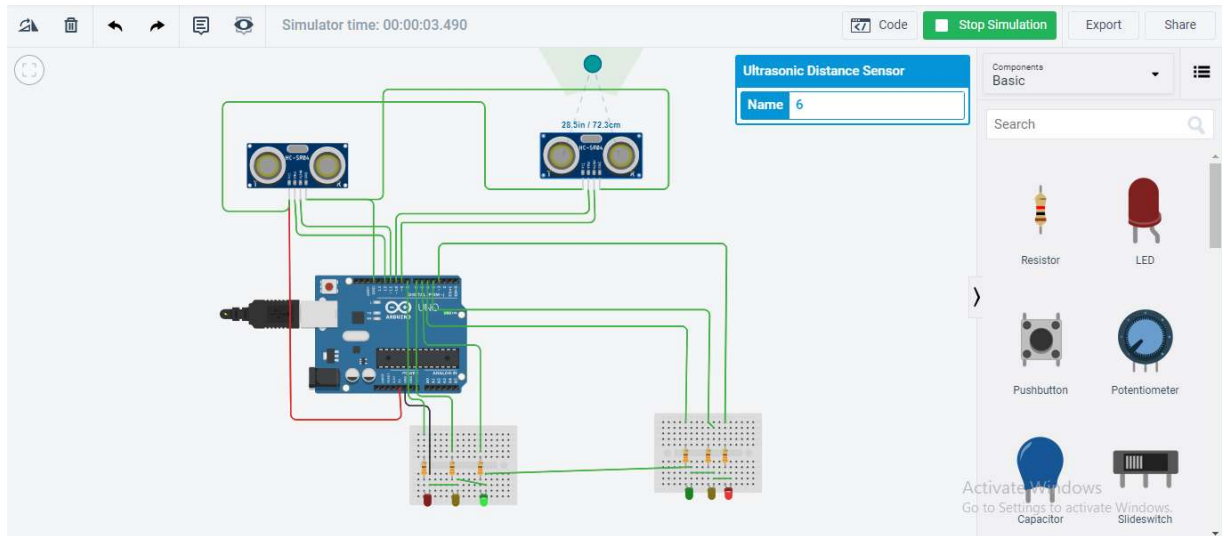 Simulator time: 00:00:03.490
Code
Stop Simulation
Export
Share
Ultrasonic Distance Sensor
Name 6
Components
Basic
Search
28.5in / 72.3cm
HC-SR04
HC-SR04
UNO
ARDUINO
Resistor
LED
Pushbutton
Potentiometer
Capacitor
Slideswitch
Activate Windows
Go to Settings to activate Windows.